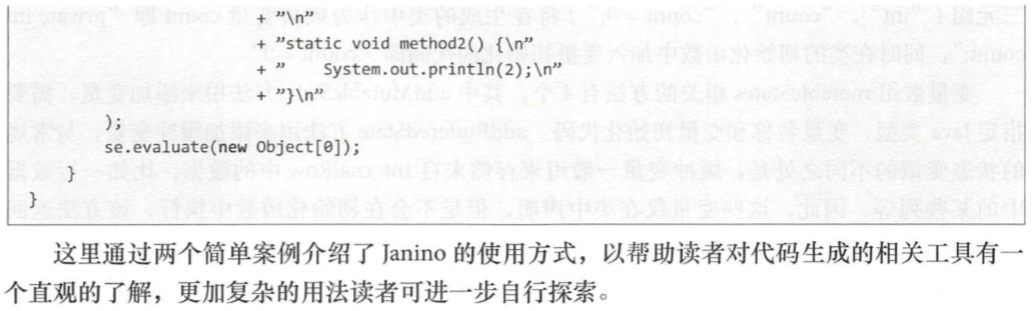 + "\n"
+ "static void method2() {\n"
+ "    System.out.println(2);\n"
+ "}\n"
);
se.evaluate(new Object[0]);
}
}
这里通过两个简单案例介绍了 Janino 的使用方式，以帮助读者对代码生成的相关工具有一
个直观的了解，更加复杂的用法读者可进一步自行探索。